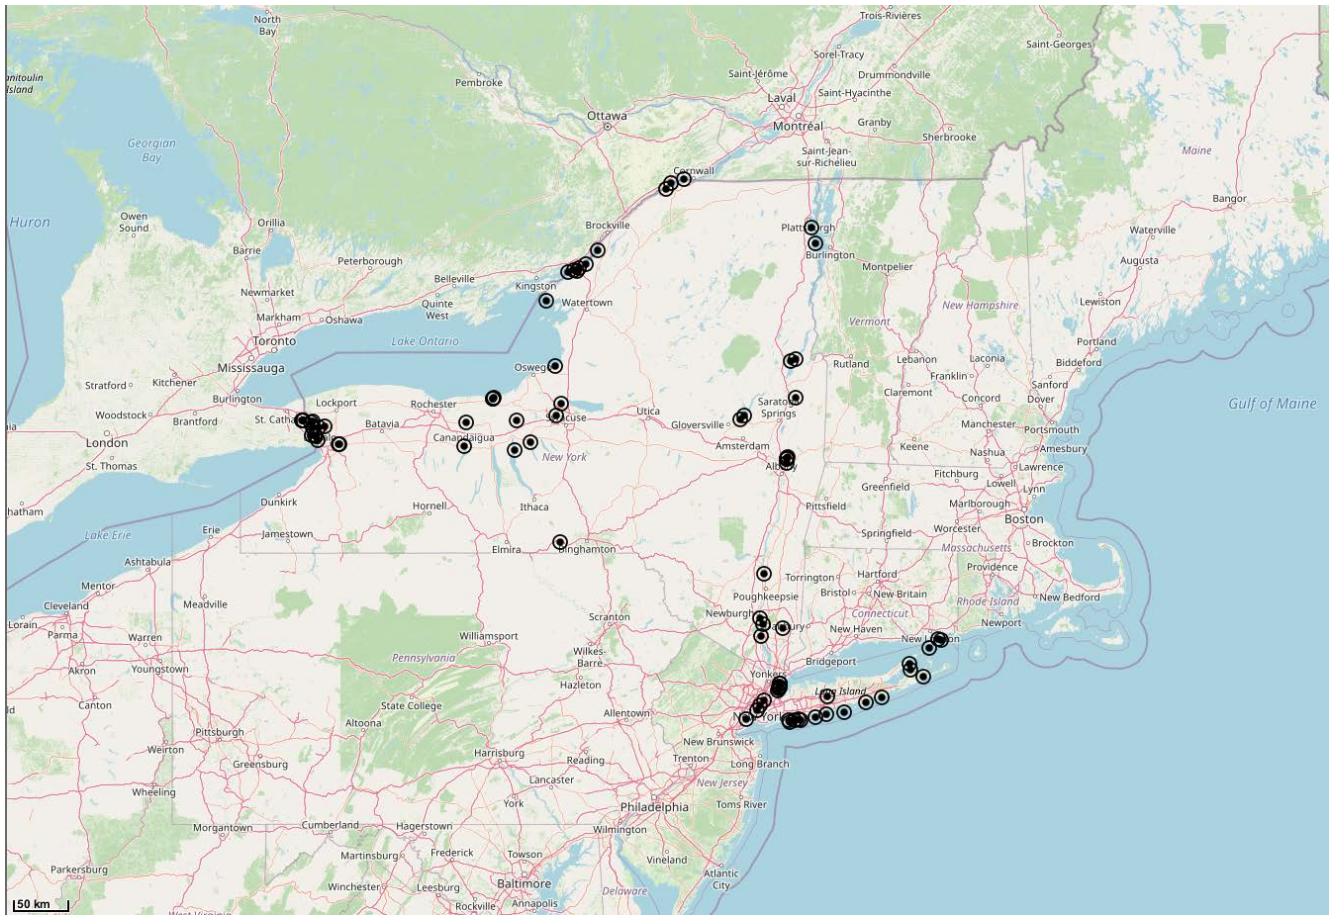 North
Bay
Trois-Rivières
Saint-Georges
Sorel-Tracy
anitoulin
Island
Pembroke
Saint-Jérôme
Drummondville
Laval
Saint-Hyacinthe
Ottawa
Montréal
Granby
Sherbrooke
Georgian
Bay
Saint-Jean-
sur-Richelieu
Maine
Cornwall
Bangor
Huron
Owen
Sound
Orillia
Brockville
Waterville
Barrie
Burlington
Augusta
Peterborough
Montpelier
Belleville
Kingston
Newmarket
Quinte
West
Watertown
New Hampshire
Lewiston
Markham
Oshawa
Vermont
Toronto
Lake Ontario
Portland
Mississauga
Lebanon
Laconia
Biddeford
Rutland
Franklin
Stratford
Kitchener
Sanford
Dover
Claremont
Burlington
Lockport
Rochester
Concord
Portsmouth
Gulf of Maine
Woodstock
Brantford
Batavia
Utica
Gloversville
Springs
Manchester
London
Canandaigua
Amsterdam
Keene
Nashua
Amesbury
St. Thomas
New York
Lawrence
Fitchburg
Lowell
Lynn
Greenfield
hatham
Dunkirk
Hornell
Ithaca
Pittsfield
Marlborough
Boston
Lake Erie
Erie
Jamestown
Springfield
Worcester
Brockton
Elmira
Binghamton
Massachusetts
Ashtabula
Torrington
Hartford
Providence
Mentor
Meadville
Poughkeepsie
Bristol
New Britain
New Bedford
Cleveland
Rhode Island
Lorain
Parma
Warren
Scranton
Newburgh
Connecticut
Newport
Williamsport
New Haven
Wilkes-
Barre
Bridgeport
Akron
Youngstown
Pennsylvania
Yonkers
Hazleton
Long Island
Canton
State College
Allentown
New York
Altoona
Pittsburgh
New Brunswick
Weirton
Harrisburg
Reading
Trenton
Long Branch
Greensburg
Lancaster
New Jersey
Wheeling
York
Philadelphia
Toms River
Morgantown
Cumberland
Hagerstown
Wilmington
Martinsburg
Frederick
Towson
Vineland
Parkersburg
Atlantic
City
Winchester
Leesburg
Baltimore
Delaware
Rockville
Annapolis
50 km
West Virginia